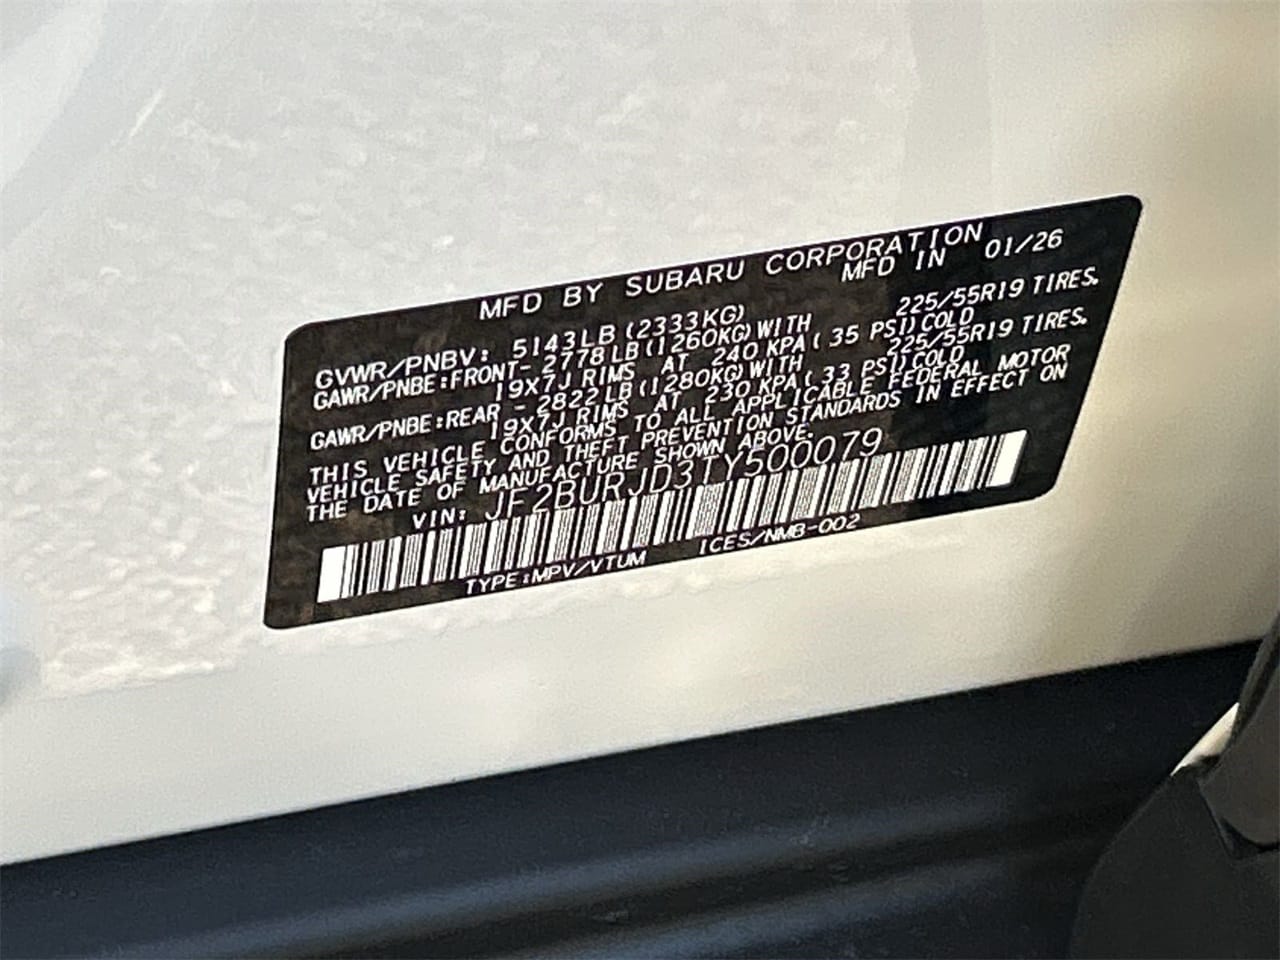 MFD BY SUBARU CORPORATION
MFD IN 01/26
GVWR/PNBV: 5143LB(2333KG)
GAWR/PNBE:FRONT- 2778LB(1260KG)WITH 225/55R19 TIRES.
19X7J RIMS AT 240 KPA( 35 PSI)COLD
GAWR/PNBE:REAR - 2822LB(1280KG)WITH 225/55R19 TIRES.
19X7J RIMS AT 230 KPA( 33 PSI)COLD
THIS VEHICLE CONFORMS TO ALL APPLICABLE FEDERAL MOTOR
VEHICLE SAFETY AND THEFT PREVENTION STANDARDS IN EFFECT ON
THE DATE OF MANUFACTURE SHOWN ABOVE.
VIN: JF2BURJD3TY500079
TYPE:MPV/VTUM ICES/NMB-002